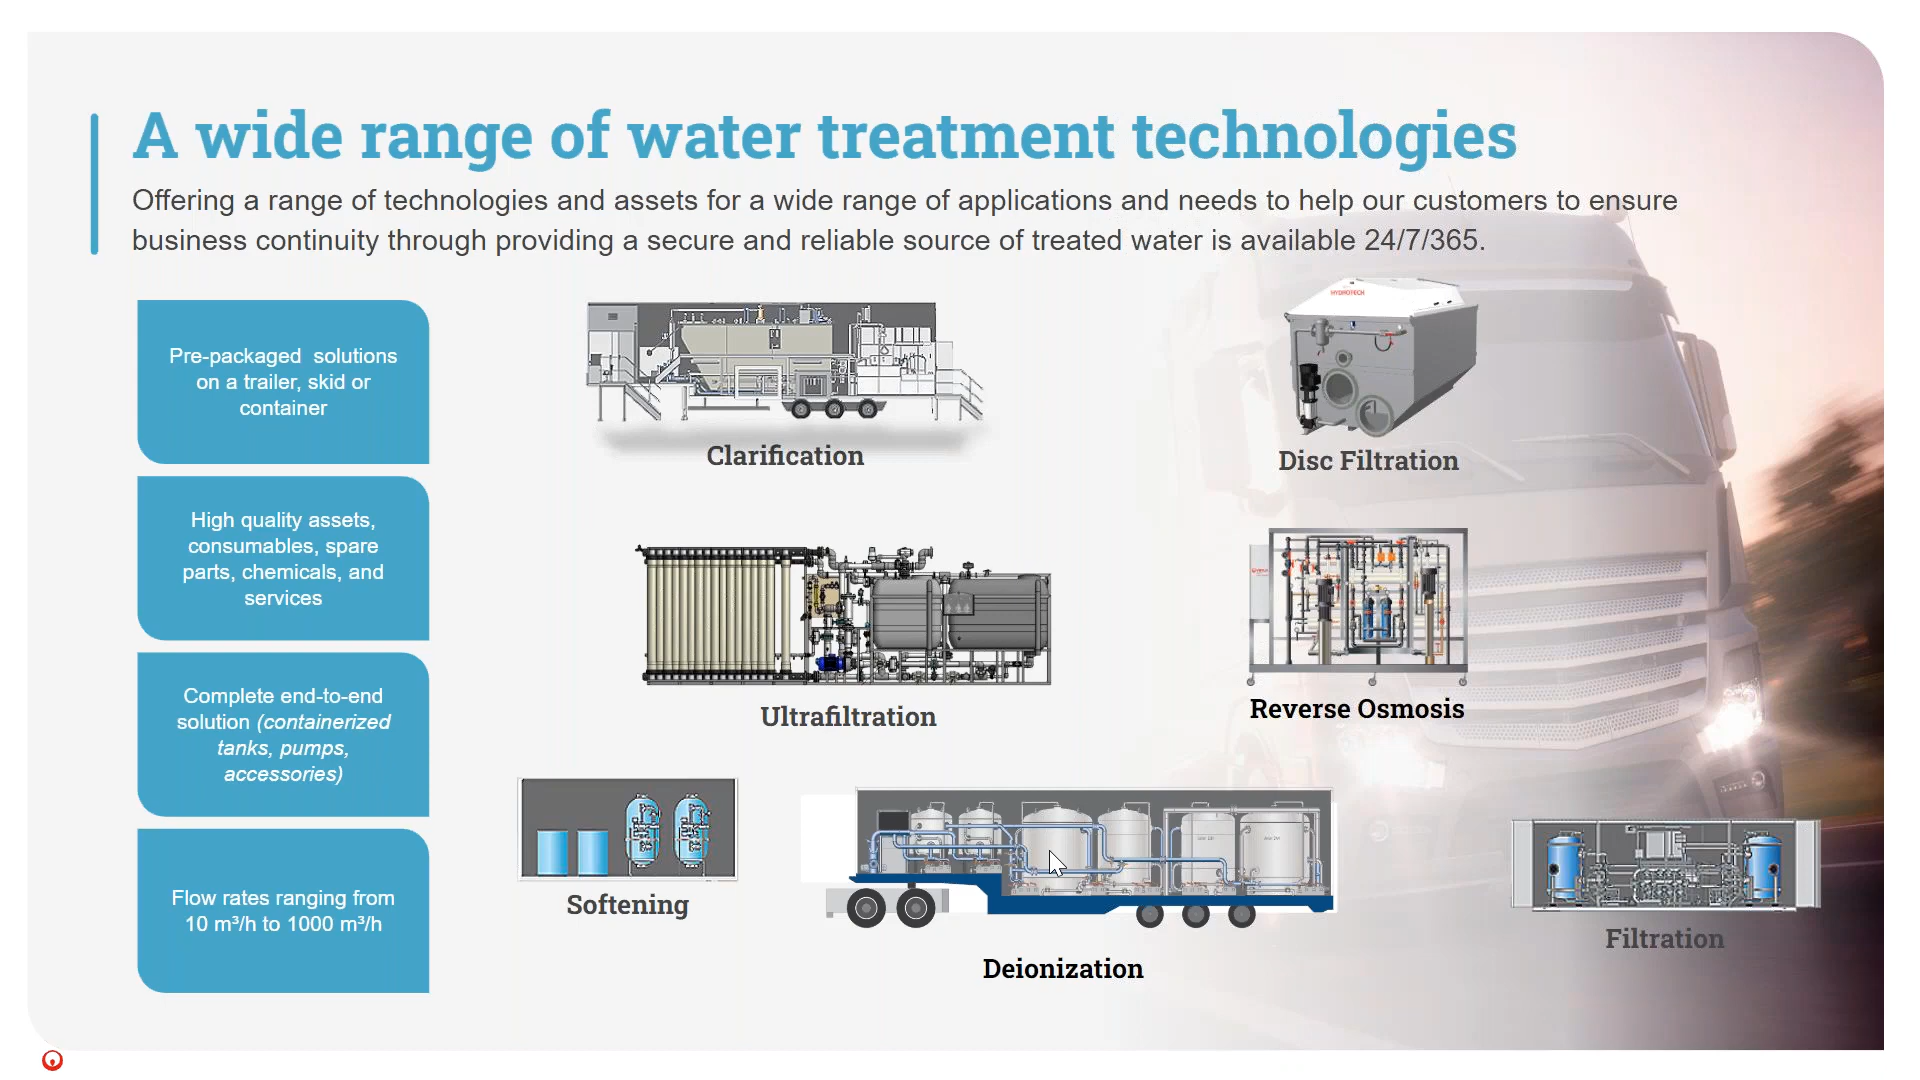 A wide range of water treatment technologies
Offering a range of technologies and assets for a wide range of applications and needs to help our customers to ensure
business continuity through providing a secure and reliable source of treated water is available 24/7/365.
Pre-packaged solutions
on a trailer, skid or
container
High quality assets,
consumables, spare
parts, chemicals, and
services
Complete end-to-end
solution (containerized
tanks, pumps,
accessories)
Flow rates ranging from
10 m³/h to 1000 m³/h
Clarification
HYDROTECH
Disc Filtration
Ultrafiltration
Reverse Osmosis
Softening
Deionization
Filtration